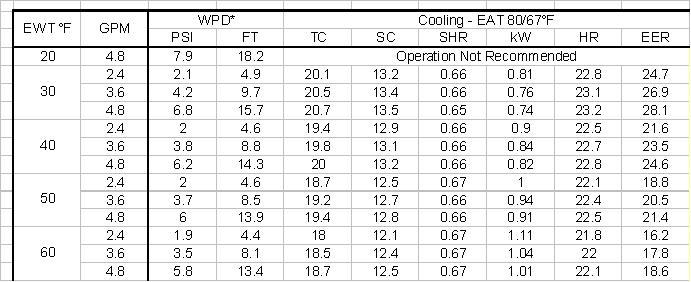 EWT °F GPM WPD* Cooling - EAT 80/67°F
PSI FT TC SC SHR kW HR EER
20 4.8 7.9 18.2 Operation Not Recommended
30 2.4 2.1 4.9 20.1 13.2 0.66 0.81 22.8 24.7
3.6 4.2 9.7 20.5 13.4 0.66 0.76 23.1 26.9
4.8 6.8 15.7 20.7 13.5 0.65 0.74 23.2 28.1
40 2.4 2 4.6 19.4 12.9 0.66 0.9 22.5 21.6
3.6 3.8 8.8 19.8 13.1 0.66 0.84 22.7 23.5
4.8 6.2 14.3 20 13.2 0.66 0.82 22.8 24.6
50 2.4 2 4.6 18.7 12.5 0.67 1 22.1 18.8
3.6 3.7 8.5 19.2 12.7 0.66 0.94 22.4 20.5
4.8 6 13.9 19.4 12.8 0.66 0.91 22.5 21.4
60 2.4 1.9 4.4 18 12.1 0.67 1.11 21.8 16.2
3.6 3.5 8.1 18.5 12.4 0.67 1.04 22 17.8
4.8 5.8 13.4 18.7 12.5 0.67 1.01 22.1 18.6